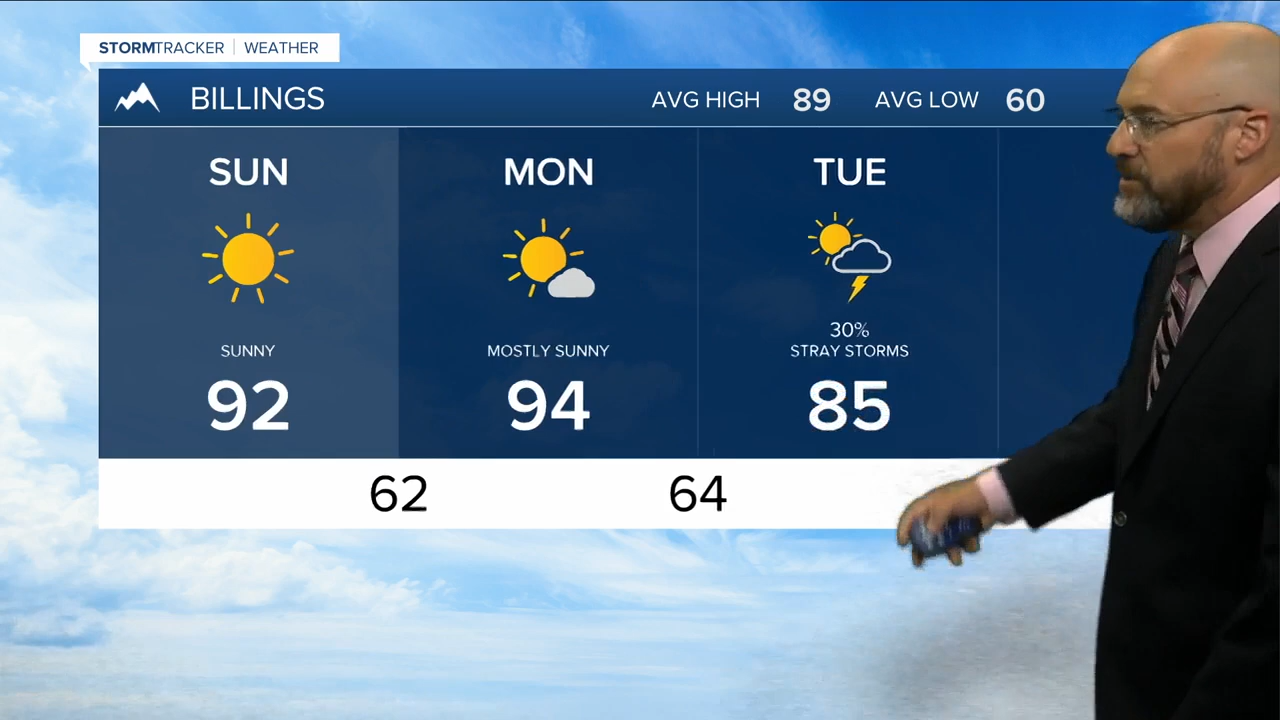 STORMTRACKER | WEATHER
BILLINGS
AVG HIGH 89 AVG LOW 60
SUN
MON
TUE
30%
SUNNY
MOSTLY SUNNY
STRAY STORMS
92
94
85
62
64